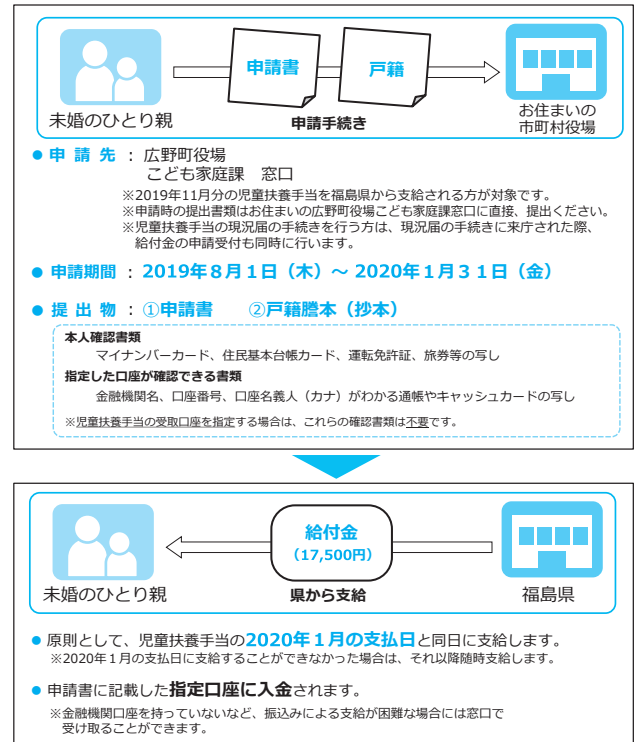 申請書
戸籍
未婚のひとり親
申請手続き
お住まいの
市町村役場
● 申 請 先 : 広野町役場
こども家庭課 窓口
※2019年11月分の児童扶養手当を福島県から支給される方が対象です。
※申請時の提出書類はお住まいの広野町役場こども家庭課窓口に直接、提出ください。
※児童扶養手当の現況届の手続きを行う方は、現況届の手続きに来庁された際、
給付金の申請受付も同時に行います。
● 申請期間 : 2019年８月１日（木）～ 2020年１月３１日（金）
● 提 出 物 : ①申請書 ②戸籍謄本（抄本）
本人確認書類
マイナンバーカード、住民基本台帳カード、運転免許証、旅券等の写し
指定した口座が確認できる書類
金融機関名、口座番号、口座名義人（カナ）がわかる通帳やキャッシュカードの写し
※児童扶養手当の受取口座を指定する場合は、これらの確認書類は不要です。
給付金
（17,500円）
未婚のひとり親
県から支給
福島県
● 原則として、児童扶養手当の2020年１月の支払日と同日に支給します。
※2020年１月の支払日に支給することができなかった場合は、それ以降随時支給します。
● 申請書に記載した指定口座に入金されます。
※金融機関口座を持っていないなど、振込みによる支給が困難な場合には窓口で
受け取ることができます。